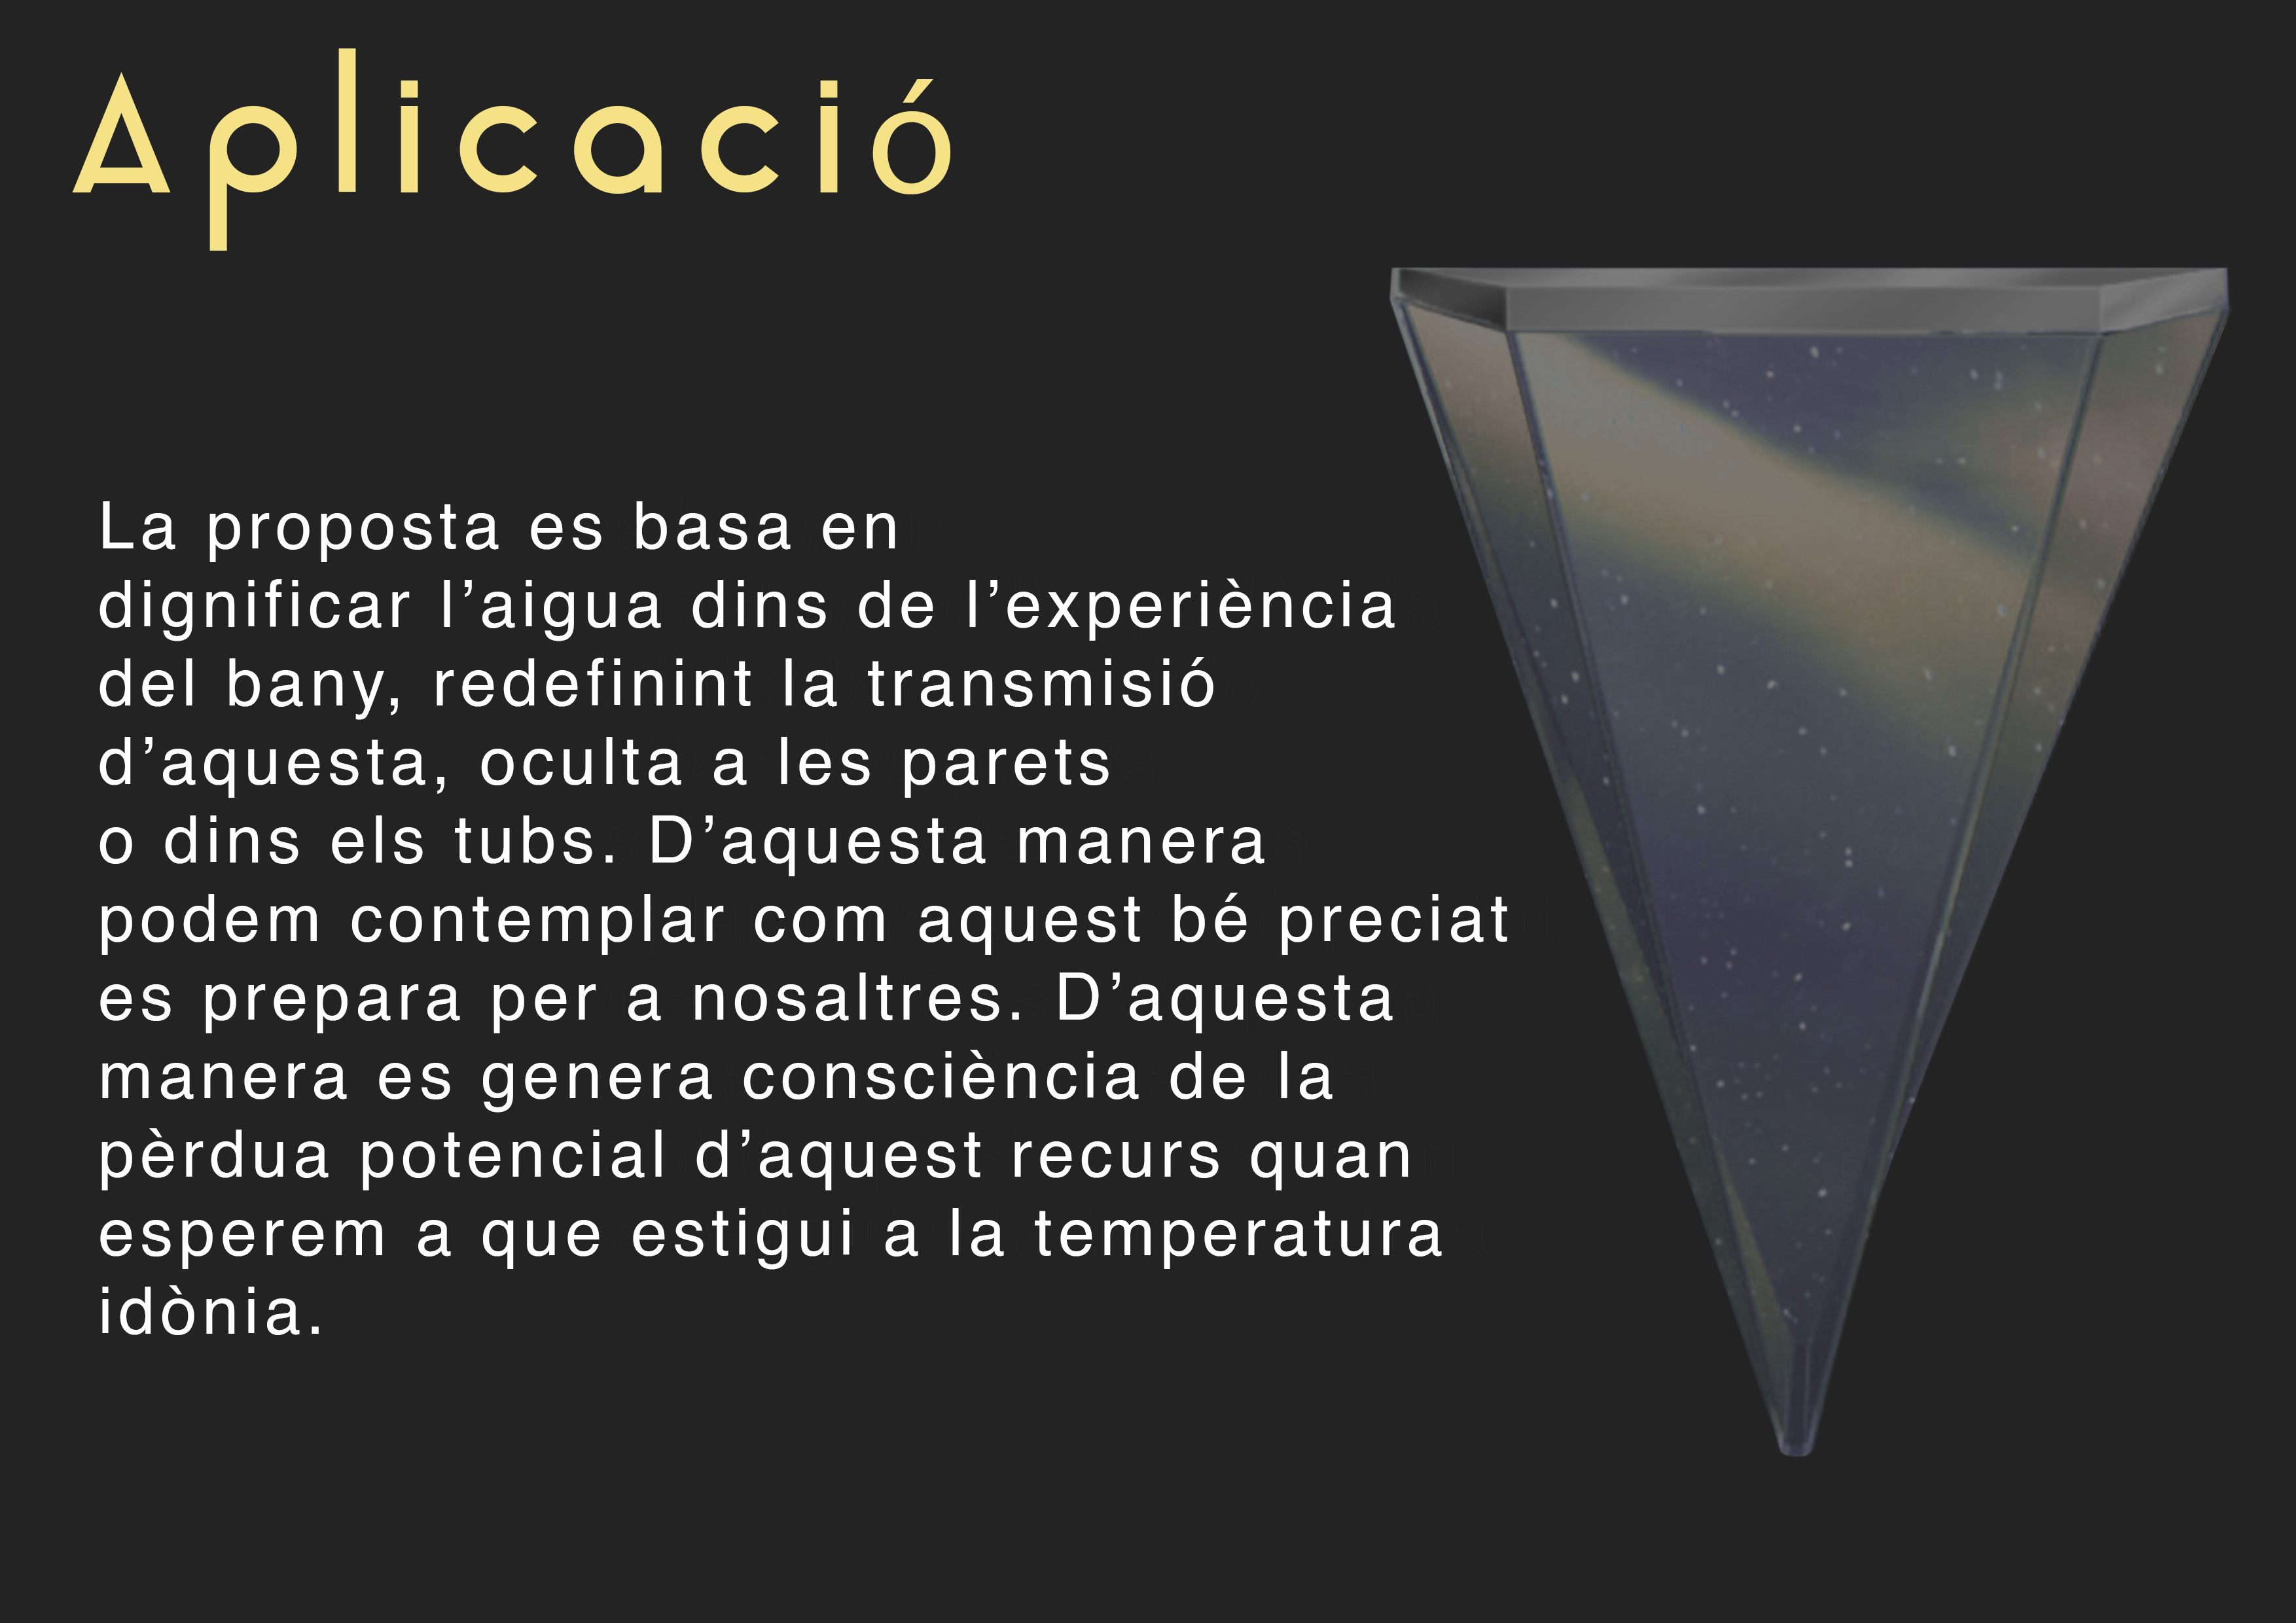 Aplicació
La proposta es basa en
dignificar l’aigua dins de l’experiència
del bany, redefinint la transmisió
d’aquesta, oculta a les parets
o dins els tubs. D’aquesta manera
podem contemplar com aquest bé preciat
es prepara per a nosaltres. D’aquesta
manera es genera consciència de la
pèrdua potencial d’aquest recurs quan
esperem a que estigui a la temperatura
idònia.